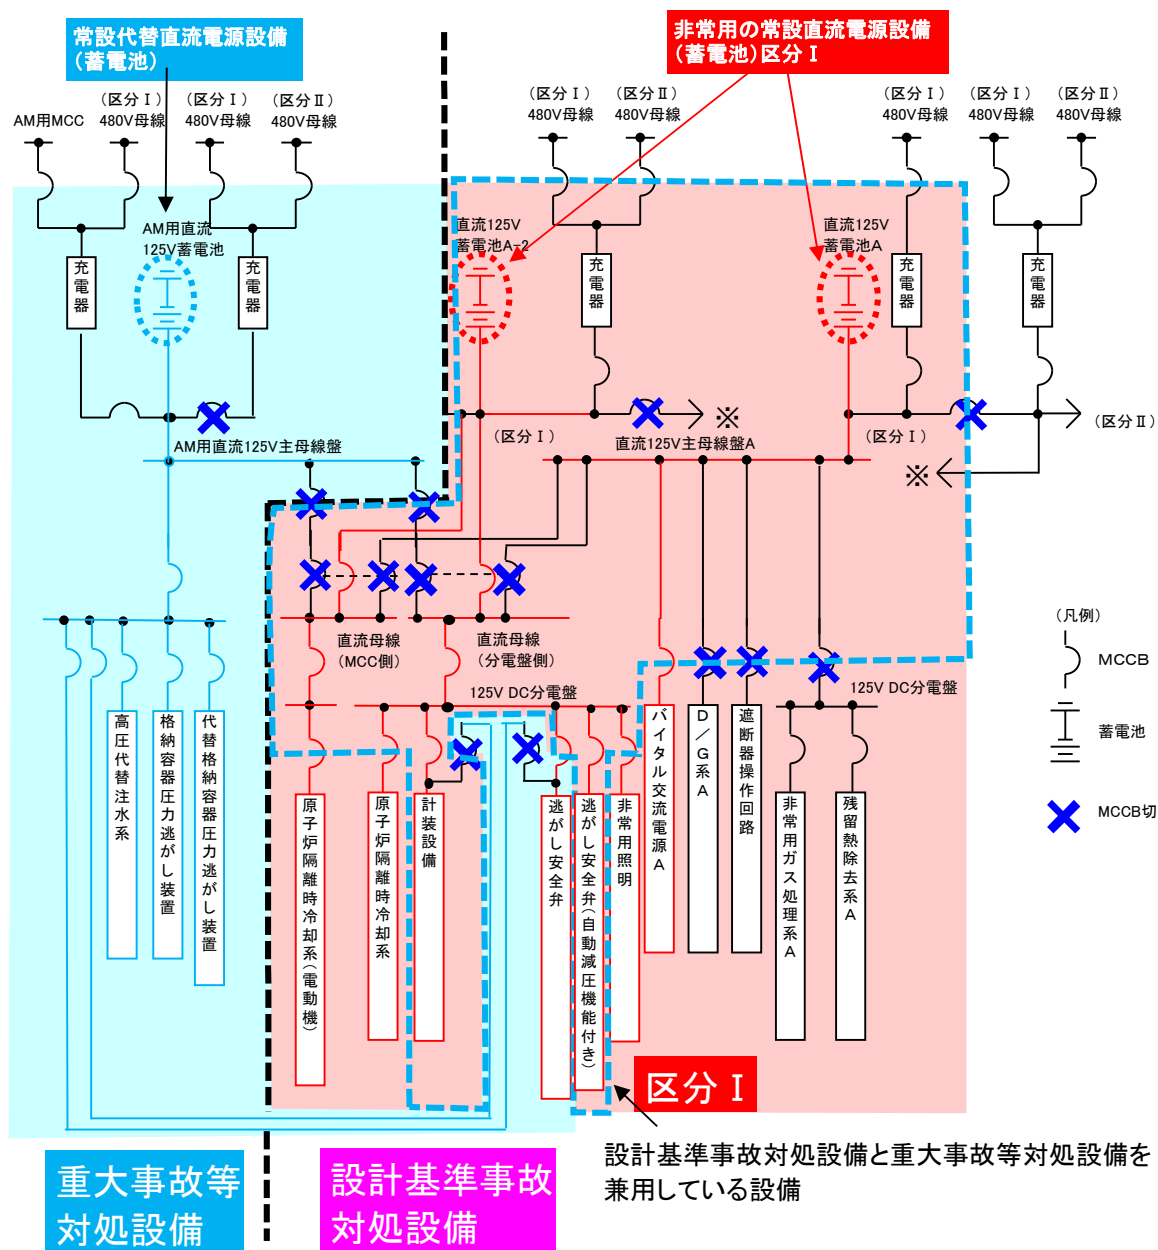 常設代替直流電源設備
(蓄電池)
非常用の常設直流電源設備
(蓄電池)区分Ⅰ
AM用MCC
(区分Ⅰ)
480V母線
(区分Ⅰ)
480V母線
(区分Ⅱ)
480V母線
(区分Ⅰ)
480V母線
(区分Ⅱ)
480V母線
(区分Ⅰ)
480V母線
(区分Ⅰ)
480V母線
(区分Ⅱ)
480V母線
AM用直流
125V蓄電池
直流125V
蓄電池A-2
直流125V
蓄電池A
充電器
充電器
充電器
充電器
充電器
※
(区分Ⅱ)
AM用直流125V主母線盤
(区分Ⅰ)
直流125V主母線盤A
(区分Ⅰ)
※
直流母線
(MCC側)
直流母線
(分電盤側)
125V DC分電盤
125V DC分電盤
(凡例)
MCCB
蓄電池
MCCB切
高圧代替注水系
格納容器圧力逃がし装置
代替格納容器圧力逃がし装置
原子炉隔離時冷却系(電動機)
原子炉隔離時冷却系
計装設備
逃がし安全弁
逃がし安全弁(自動減圧機能付き)
非常用照明
バイタル交流電源A
D/G系A
遮断器操作回路
非常用ガス処理系A
残留熱除去系A
区分Ⅰ
設計基準事故対処設備と重大事故等対処設備を
兼用している設備
重大事故等
対処設備
設計基準事故
対処設備